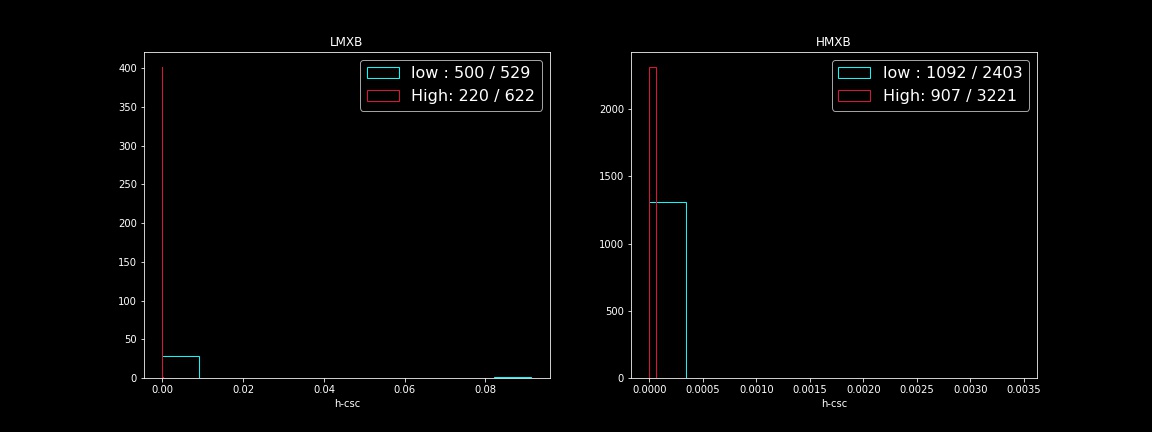 LMXB
low : 500 / 529
High: 220 / 622
400
350
300
250
200
150
100
50
0
0.00 0.02 0.04 0.06 0.08
h-csc
HMXB
low : 1092 / 2403
High: 907 / 3221
2000
1500
1000
500
0
0.0000 0.0005 0.0010 0.0015 0.0020 0.0025 0.0030 0.0035
h-csc